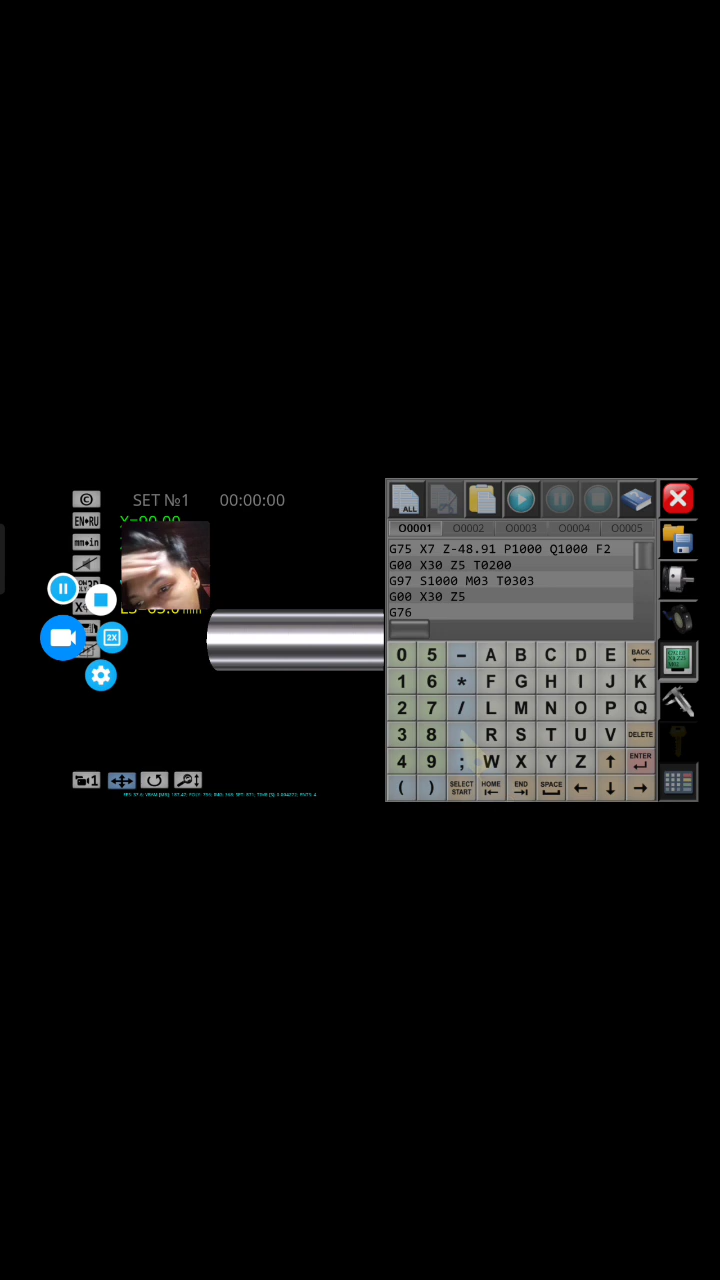 ©
SET №1 00:00:00
EN•RU
X=90.00
mm•in
2X
1
ALL
O0001 O0002 O0003 O0004 O0005
G75 X7 Z-48.91 P1000 Q1000 F2
G00 X30 Z5 T0200
G97 S1000 M03 T0303
G00 X30 Z5
G76
0 5 - A B C D E BACK.
1 6 * F G H I J K
2 7 / L M N O P Q
3 8 . R S T U V DELETE
4 9 ; W X Y Z ↑ ENTER
( ) SELECT START HOME END SPACE ← ↓ →